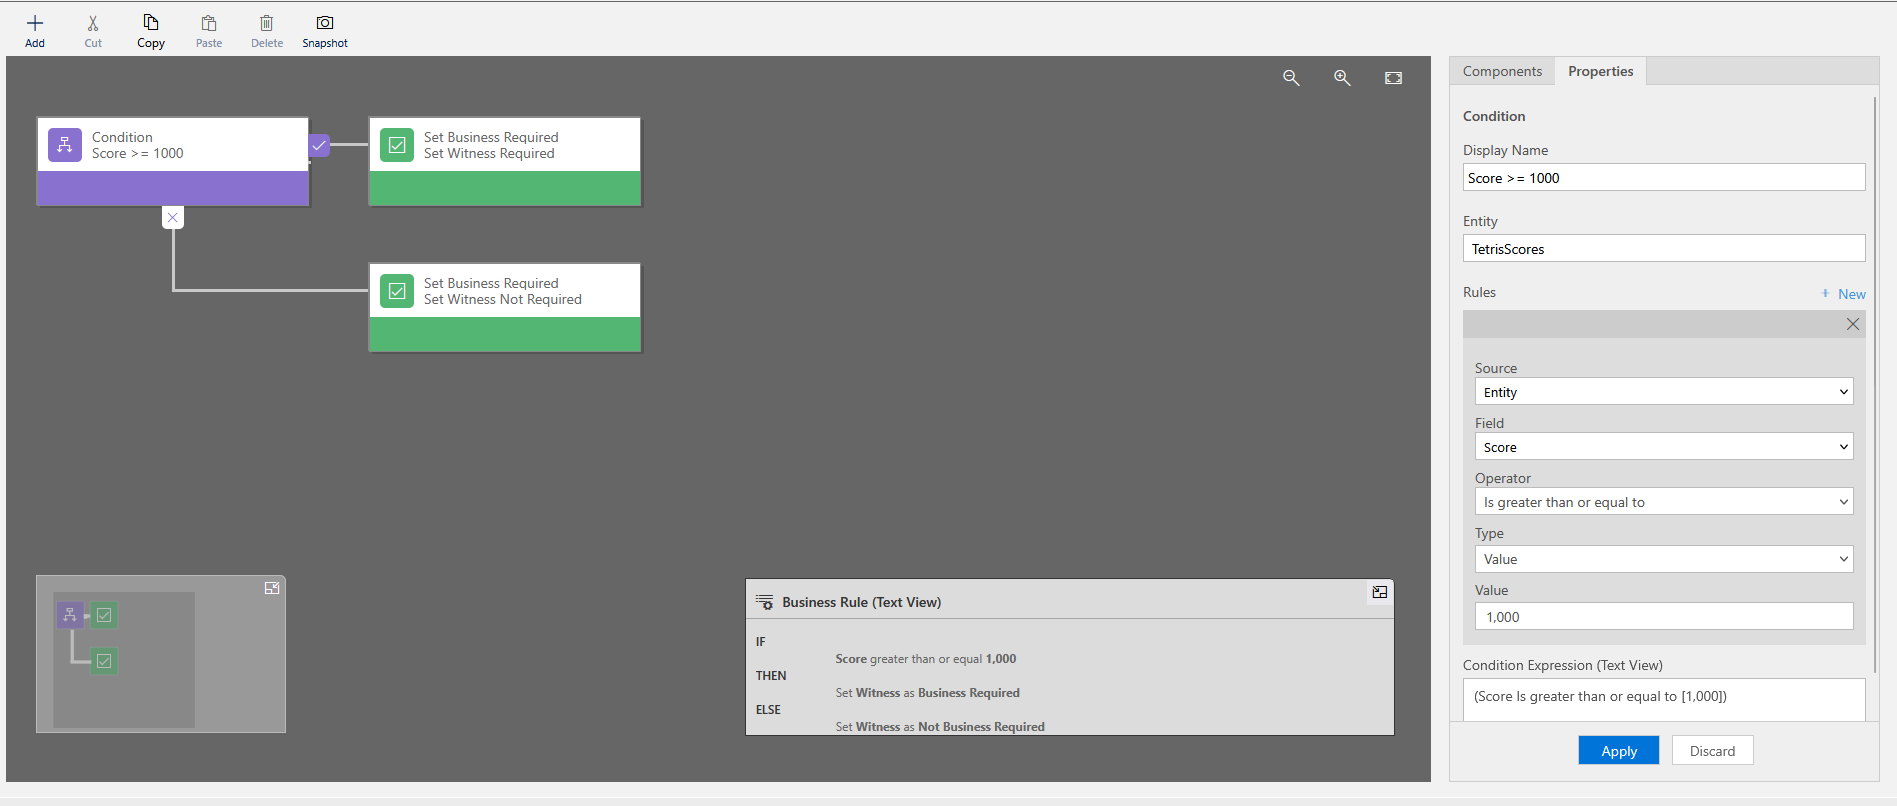 Add
Cut
Copy
Paste
Delete
Snapshot
Condition
Score >= 1000
Set Business Required
Set Witness Required
Set Business Required
Set Witness Not Required
Business Rule (Text View)
IF
Score greater than or equal 1,000
THEN
Set Witness as Business Required
ELSE
Set Witness as Not Business Required
Components
Properties
Condition
Display Name
Score >= 1000
Entity
TetrisScores
Rules
+ New
Source
Entity
Field
Score
Operator
Is greater than or equal to
Type
Value
Value
1,000
Condition Expression (Text View)
(Score Is greater than or equal to [1,000])
Apply
Discard